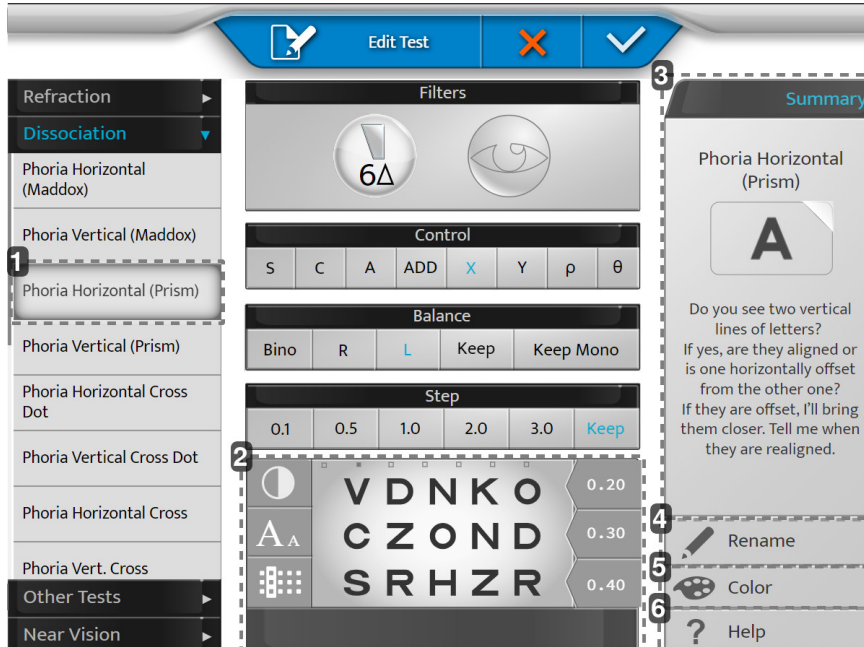 Edit Test
3
Refraction
Dissociation
Phoria Horizontal
(Maddox)
Phoria Vertical (Maddox)
1
Phoria Horizontal (Prism)
Phoria Vertical (Prism)
Phoria Horizontal Cross
Dot
Phoria Vertical Cross Dot
Phoria Horizontal Cross
Phoria Vert. Cross
Other Tests
Near Vision
Filters
6Δ
Control
S C A ADD X Y ρ θ
Balance
Bino R L Keep Keep Mono
Step
0.1 0.5 1.0 2.0 3.0 Keep
2
V D N K O 0.20
A A C Z O N D 0.30
S R H Z R 0.40
Summary
Phoria Horizontal
(Prism)
A
Do you see two vertical
lines of letters?
If yes, are they aligned or
is one horizontally offset
from the other one?
If they are offset, I'll bring
them closer. Tell me when
they are realigned.
4
Rename
5
Color
6
? Help